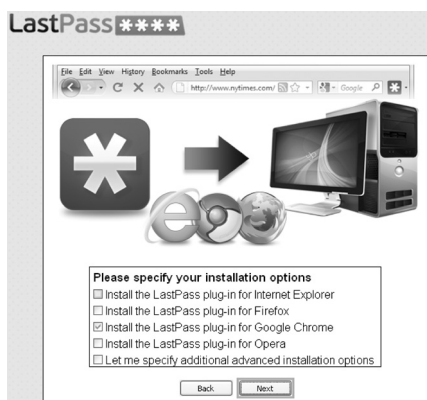 LastPass ****
File Edit View History Bookmarks Tools Help
http://www.nytimes.com/ Google
Please specify your installation options
Install the LastPass plug-in for Internet Explorer
Install the LastPass plug-in for Firefox
Install the LastPass plug-in for Google Chrome
Install the LastPass plug-in for Opera
Let me specify additional advanced installation options
Back Next